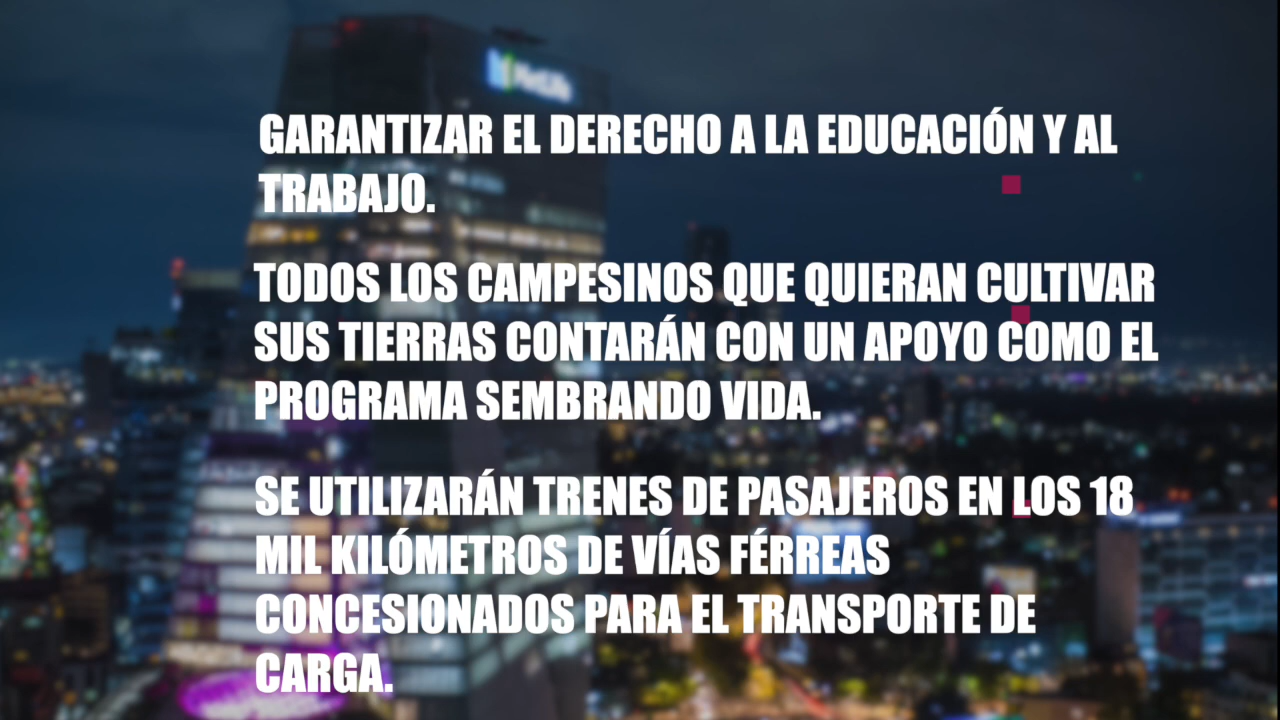 GARANTIZAR EL DERECHO A LA EDUCACIÓN Y AL
TRABAJO.
TODOS LOS CAMPESINOS QUE QUIERAN CULTIVAR
SUS TIERRAS CONTARÁN CON UN APOYO COMO EL
PROGRAMA SEMBRANDO VIDA.
SE UTILIZARÁN TRENES DE PASAJEROS EN LOS 18
MIL KILÓMETROS DE VÍAS FÉRREAS
CONCESIONADOS PARA EL TRANSPORTE DE
CARGA.